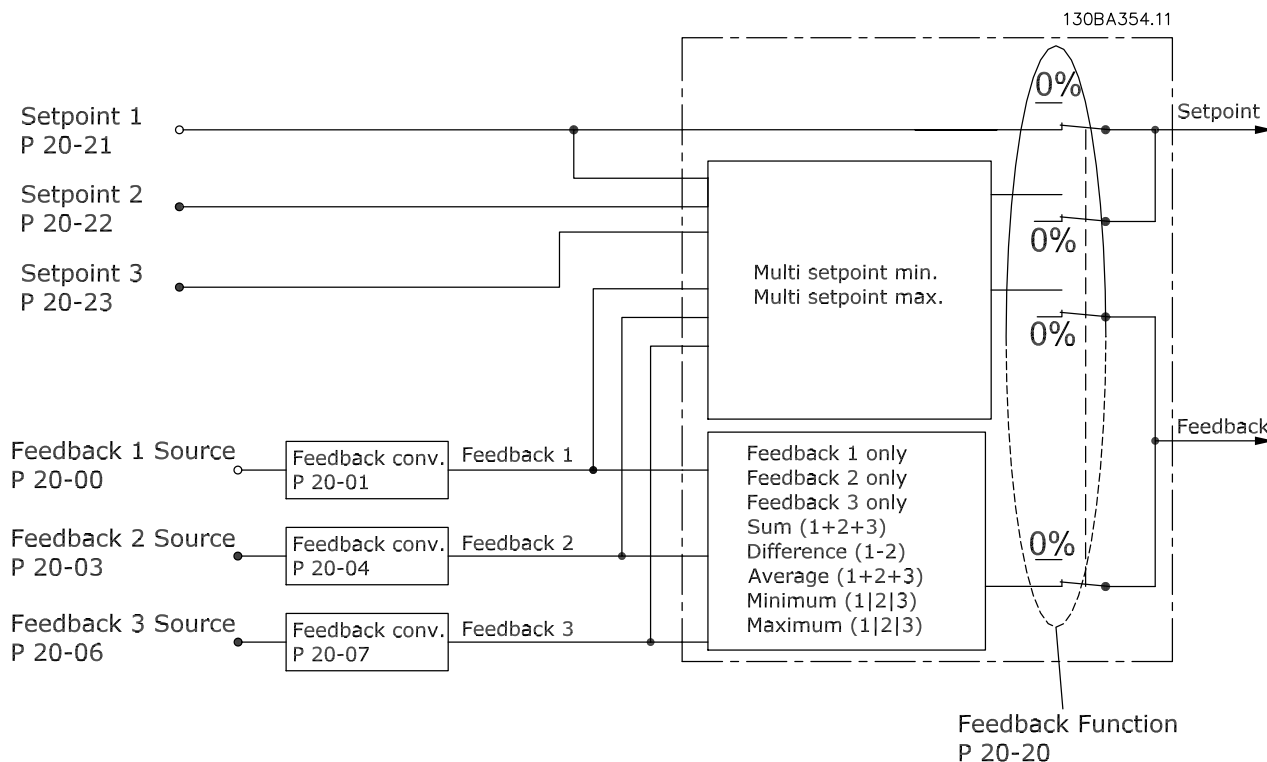 130BA354.11
0%
Setpoint 1
P 20-21
Setpoint
Setpoint 2
P 20-22
0%
Setpoint 3
P 20-23
Multi setpoint min.
Multi setpoint max.
0%
Feedback
Feedback 1 Source
P 20-00
Feedback conv.
P 20-01
Feedback 1
Feedback 2 Source
P 20-03
Feedback conv.
P 20-04
Feedback 2
Feedback 3 Source
P 20-06
Feedback conv.
P 20-07
Feedback 3
Feedback 1 only
Feedback 2 only
Feedback 3 only
Sum (1+2+3)
Difference (1-2)
Average (1+2+3)
Minimum (1|2|3)
Maximum (1|2|3)
0%
Feedback Function
P 20-20